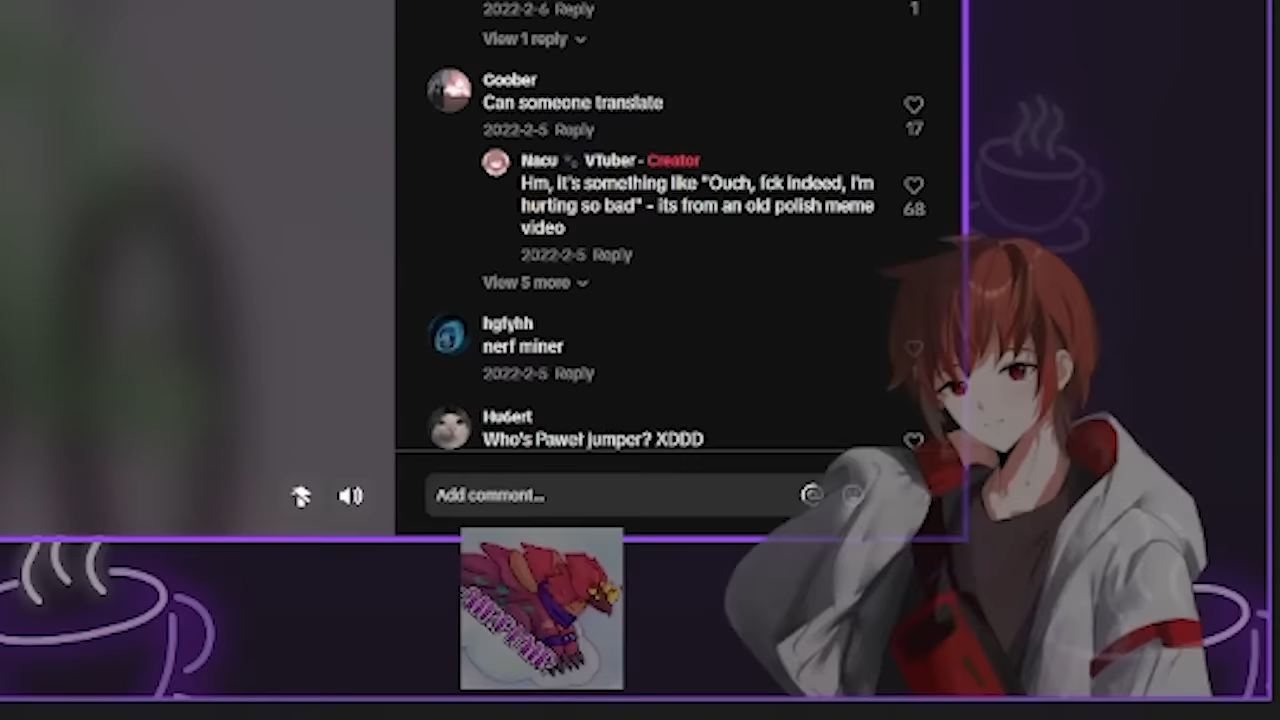 2022-2-6 Reply
1
View 1 reply
Coober
Can someone translate
2022-2-5 Reply
17
Nacu VTuber - Creator
Hm, it's something like "Ouch, fck indeed, I'm
hurting so bad" - its from an old polish meme
video
68
2022-2-5 Reply
View 5 more
hgfyhh
nerf miner
2022-2-5 Reply
Hubert
Who's Paweł jumper? XDDD
Add comment...